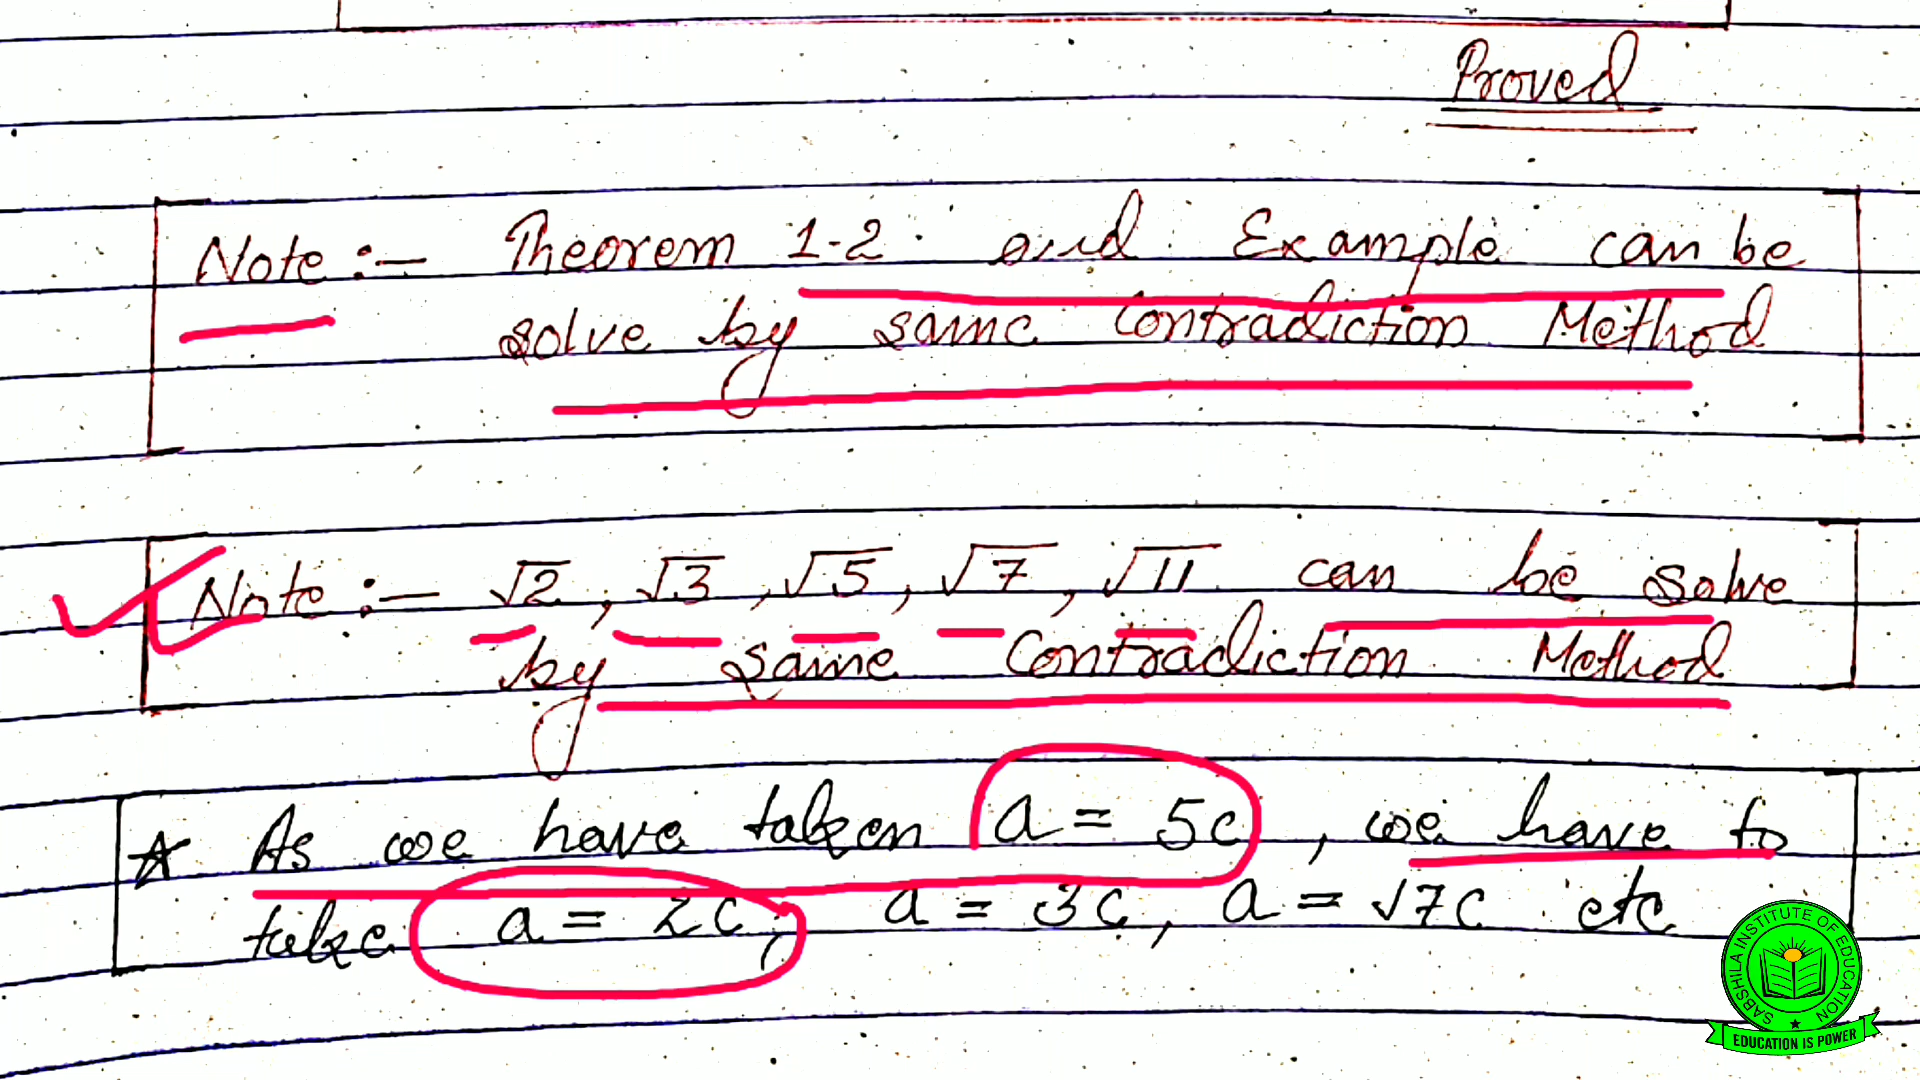 Proved
Note :- Theorem 1.2 and Example can be
solve by same Contradiction Method
Note :- √2, √3, √5, √7, √11 can be solve
by same Contradiction Method
☆ As we have taken a = 5c, we have to
take a = 2c, a = 3c, a = √7c etc
SABSHILA INSTITUTE OF EDUCATION
EDUCATION IS POWER